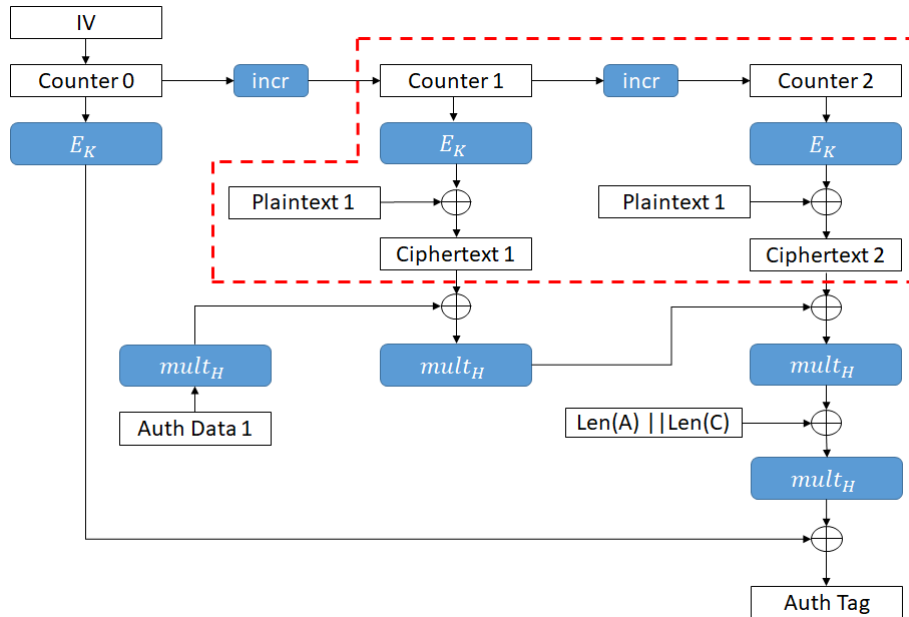 IV
Counter 0
incr
Counter 1
incr
Counter 2
E_K
E_K
E_K
Plaintext 1
Plaintext 1
Ciphertext 1
Ciphertext 2
mult_H
mult_H
mult_H
Auth Data 1
Len(A) ||Len(C)
mult_H
Auth Tag